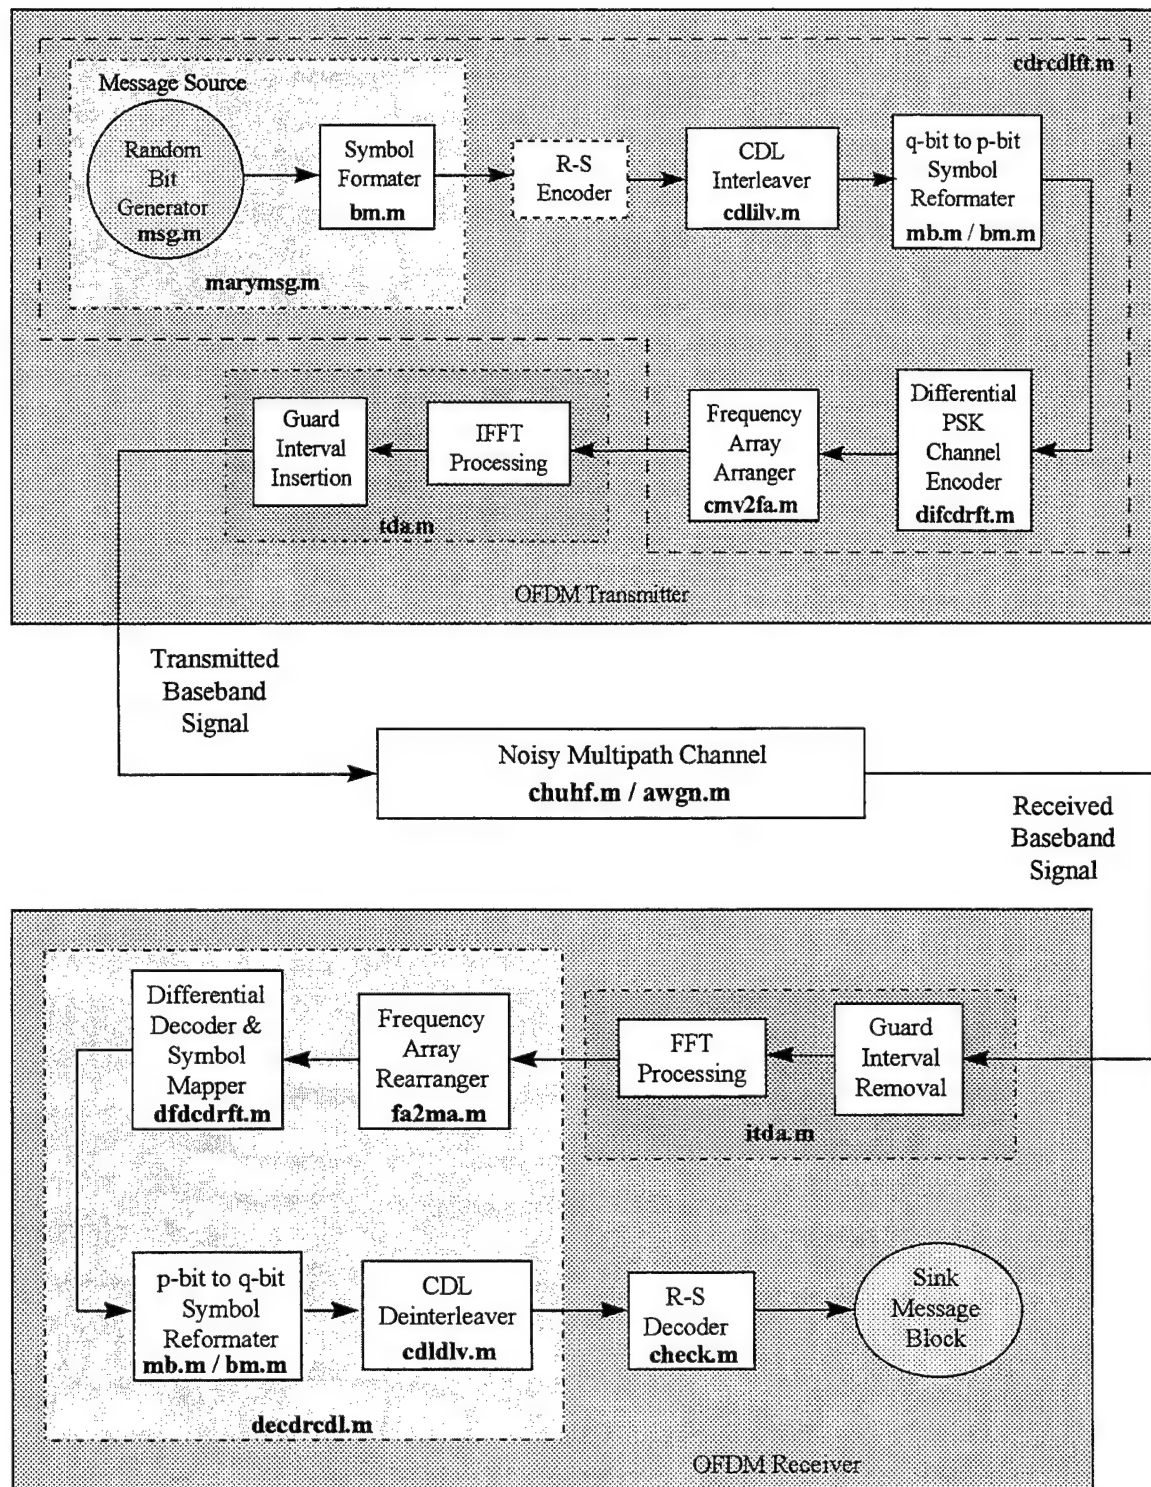 cdrcdlft.m
Message Source
Random
Bit
Generator
msg.m
Symbol
Formater
bm.m
marymsg.m
R-S
Encoder
CDL
Interleaver
cdlilv.m
q-bit to p-bit
Symbol
Reformater
mb.m / bm.m
Differential
PSK
Channel
Encoder
difcdrft.m
Frequency
Array
Arranger
cmv2fa.m
IFFT
Processing
Guard
Interval
Insertion
tda.m
OFDM Transmitter
Transmitted
Baseband
Signal
Noisy Multipath Channel
chuhf.m / awgn.m
Received
Baseband
Signal
Guard
Interval
Removal
FFT
Processing
itda.m
Frequency
Array
Rearranger
fa2ma.m
Differential
Decoder &
Symbol
Mapper
dfdcdrft.m
p-bit to q-bit
Symbol
Reformater
mb.m / bm.m
CDL
Deinterleaver
cdldlv.m
decdrcdl.m
R-S
Decoder
check.m
Sink
Message
Block
OFDM Receiver